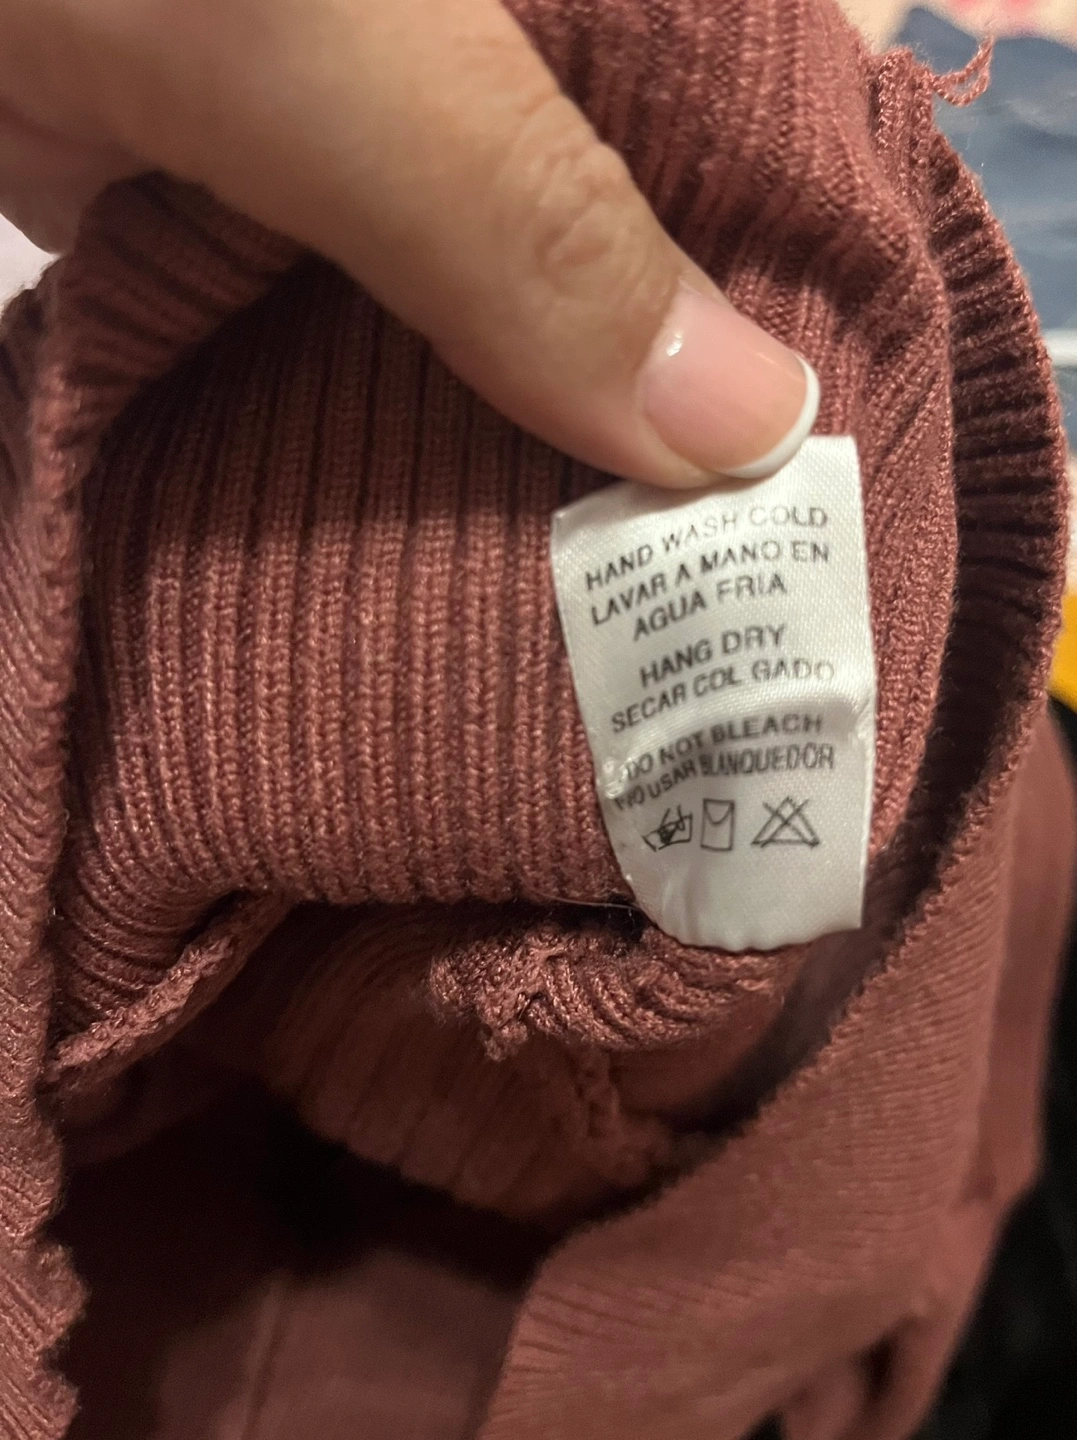 HAND WASH COLD
LAVAR A MANO EN
AGUA FRIA
HANG DRY
SECAR COL GADO
DO NOT BLEACH
NO USAR BLANQUEDOR